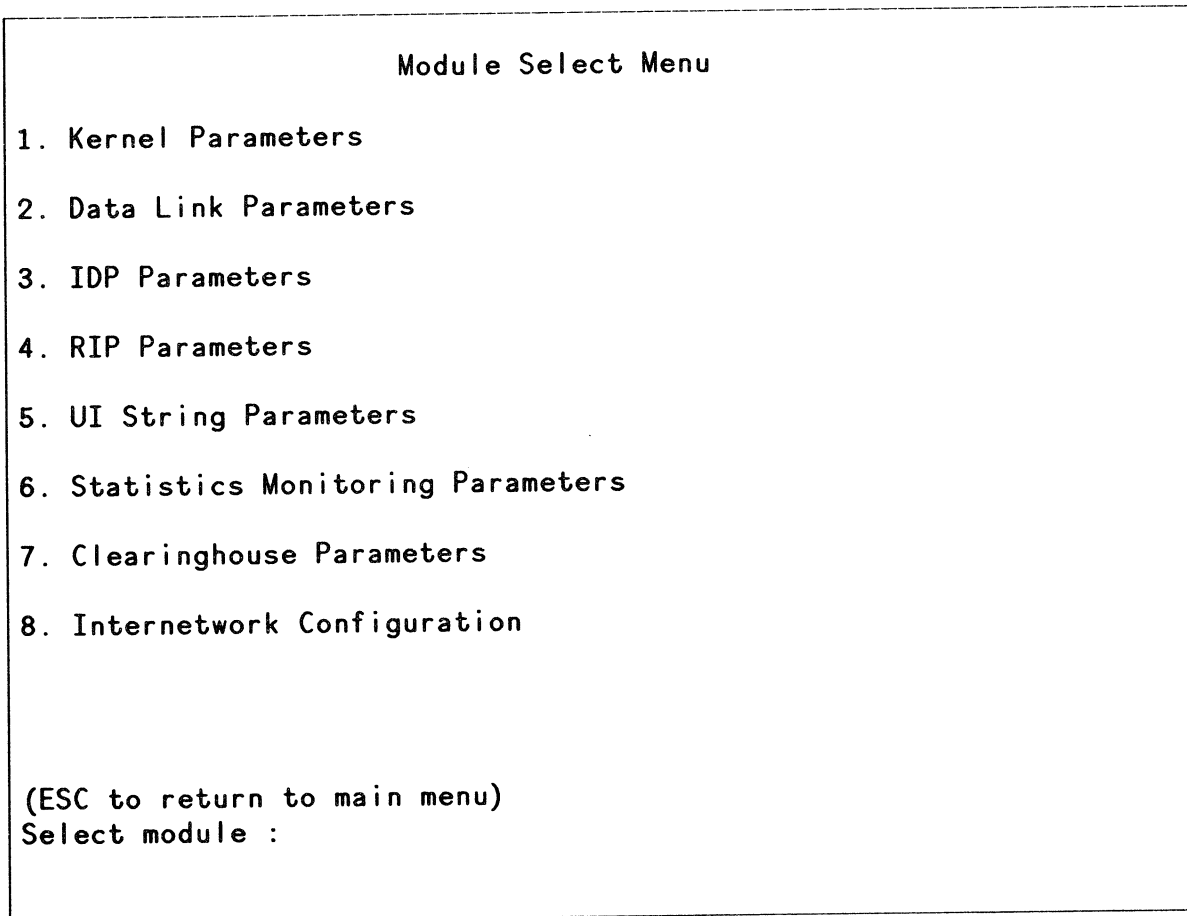 Module Select Menu
1. Kernel Parameters
2. Data Link Parameters
3. IDP Parameters
4. RIP Parameters
5. UI String Parameters
6. Statistics Monitoring Parameters
7. Clearinghouse Parameters
8. Internetwork Configuration
(ESC to return to main menu)
Select module :